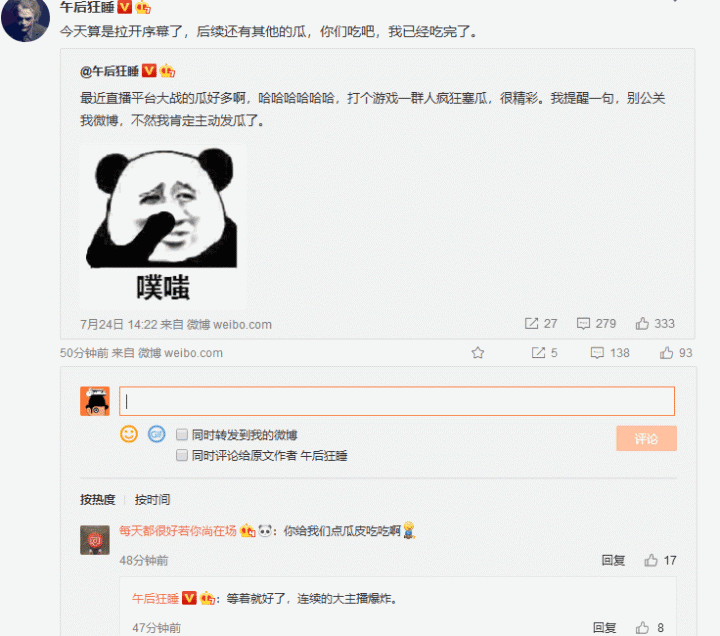 午后狂睡
今天算是拉开序幕了，后续还有其他的瓜，你们吃吧，我已经吃完了。
@午后狂睡
最近直播平台大战的瓜好多啊，哈哈哈哈哈哈，打个游戏一群人疯狂塞瓜，很精彩。我提醒一句，别公关
我微博，不然我肯定主动发瓜了。
噗嗤
7月24日 14:22 来自 微博 weibo.com 27 279 333
50分钟前 来自 微博 weibo.com 5 138 93
GIF 同时转发到我的微博 评论
同时评论给原文作者 午后狂睡
按热度 按时间
每天都很好若你尚在场：你给我们点瓜皮吃吃啊
48分钟前 回复 17
午后狂睡：等着就好了，连续的大主播爆炸。
47分钟前 回复 8